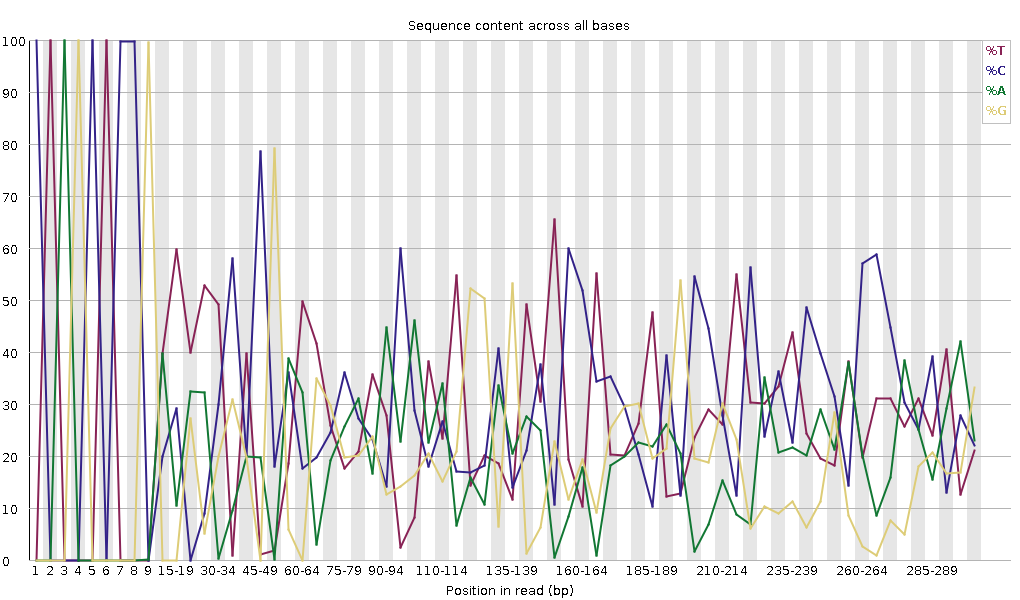 Sequence content across all bases
100
90
80
70
60
50
40
30
20
10
0
%T
%C
%A
%G
1 2 3 4 5 6 7 8 9 15-19 30-34 45-49 60-64 75-79 90-94 110-114 135-139 160-164 185-189 210-214 235-239 260-264 285-289
Position in read (bp)